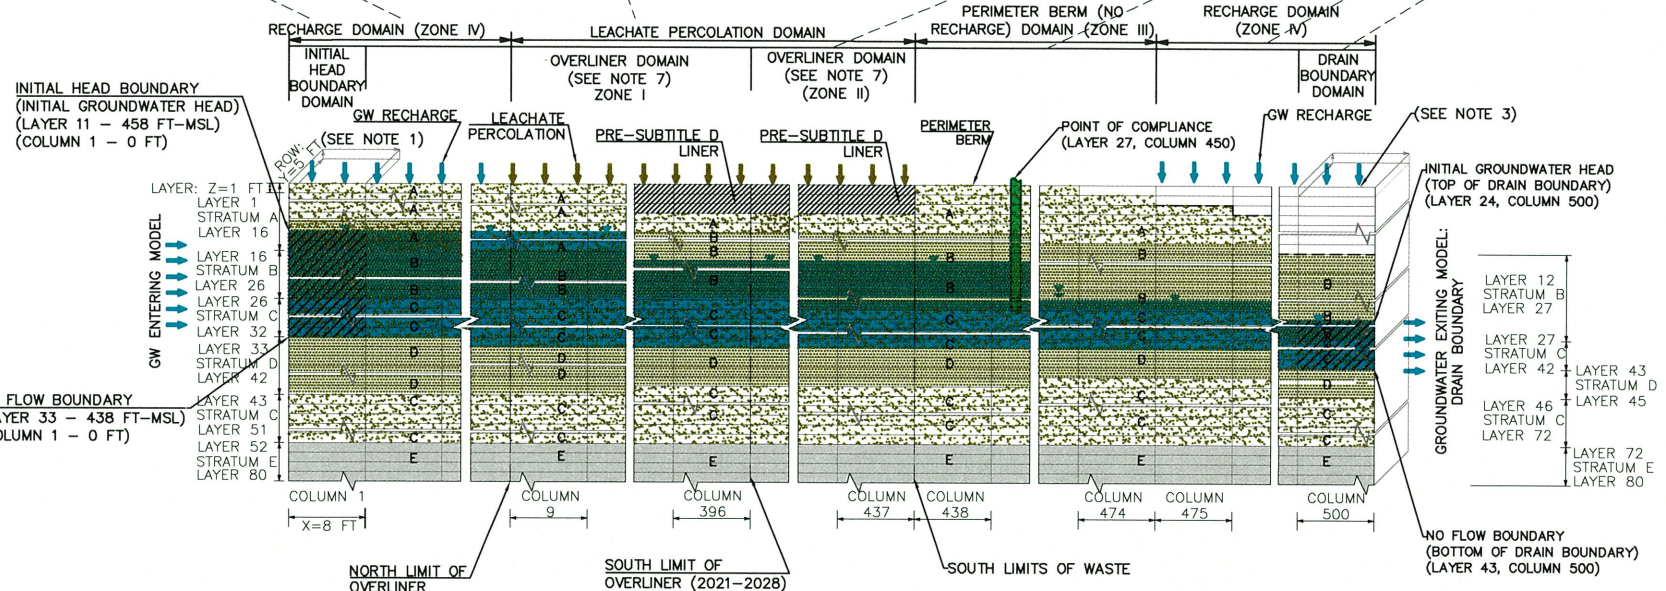 RECHARGE DOMAIN (ZONE IV)
LEACHATE PERCOLATION DOMAIN
PERIMETER BERM (NO
RECHARGE) DOMAIN (ZONE III)
RECHARGE DOMAIN
(ZONE IV)
INITIAL
HEAD
BOUNDARY
DOMAIN
OVERLINER DOMAIN
(SEE NOTE 7)
ZONE I
OVERLINER DOMAIN
(SEE NOTE 7)
(ZONE II)
DRAIN
BOUNDARY
DOMAIN
INITIAL HEAD BOUNDARY
(INITIAL GROUNDWATER HEAD)
(LAYER 11 - 458 FT-MSL)
(COLUMN 1 - 0 FT)
GW RECHARGE
(SEE NOTE 1)
LEACHATE
PERCOLATION
PRE-SUBTITLE D
LINER
PRE-SUBTITLE D
LINER
PERIMETER
BERM
POINT OF COMPLIANCE
(LAYER 27, COLUMN 450)
GW RECHARGE
(SEE NOTE 3)
INITIAL GROUNDWATER HEAD
(TOP OF DRAIN BOUNDARY)
(LAYER 24, COLUMN 500)
ROW:
Y=5 FT
LAYER: Z=1 FT
LAYER 1
STRATUM A
LAYER 16
LAYER 16
STRATUM B
LAYER 26
LAYER 26
STRATUM C
LAYER 32
LAYER 33
STRATUM D
LAYER 42
LAYER 43
STRATUM C
LAYER 51
LAYER 52
STRATUM E
LAYER 80
GW ENTERING MODEL
FLOW BOUNDARY
AYER 33 - 438 FT-MSL)
OLUMN 1 - 0 FT)
A
A
A
B
B
C
C
D
D
C
C
E
A
A
A
B
B
C
C
D
D
C
C
E
A
B
B
C
C
D
C
D
E
A
B
B
C
C
D
C
C
E
A
B
B
C
C
D
C
C
E
B
B
C
D
C
C
E
GROUNDWATER EXITING MODEL:
DRAIN BOUNDARY
LAYER 12
STRATUM B
LAYER 27
LAYER 27
STRATUM C
LAYER 42
LAYER 43
STRATUM D
LAYER 45
LAYER 46
STRATUM C
LAYER 72
LAYER 72
STRATUM E
LAYER 80
COLUMN 1
X=8 FT
COLUMN
9
COLUMN
396
COLUMN
437
COLUMN
438
COLUMN
474
COLUMN
475
COLUMN
500
NORTH LIMIT OF
OVERLINER
SOUTH LIMIT OF
OVERLINER (2021-2028)
SOUTH LIMITS OF WASTE
NO FLOW BOUNDARY
(BOTTOM OF DRAIN BOUNDARY)
(LAYER 43, COLUMN 500)